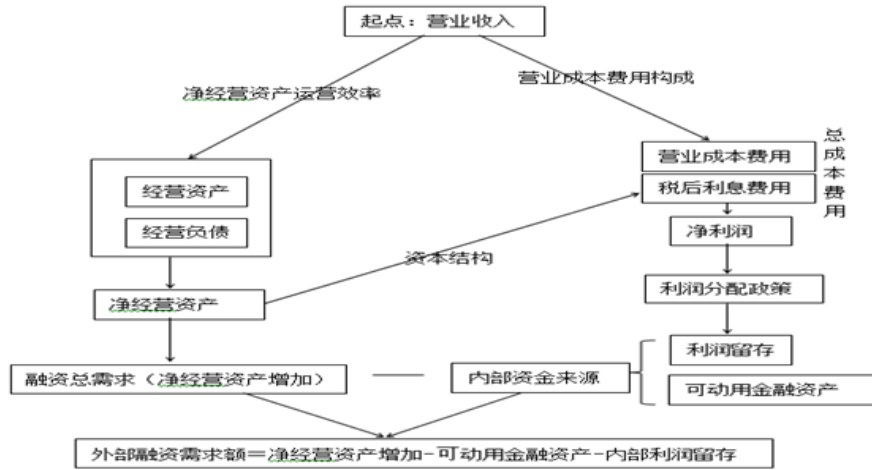 起点：营业收入
净经营资产运营效率
营业成本费用构成
经营资产
经营负债
净经营资产
融资总需求（净经营资产增加）
资本结构
营业成本费用
税后利息费用
总成本费用
净利润
利润分配政策
利润留存
可动用金融资产
内部资金来源
外部融资需求额＝净经营资产增加-可动用金融资产-内部利润留存